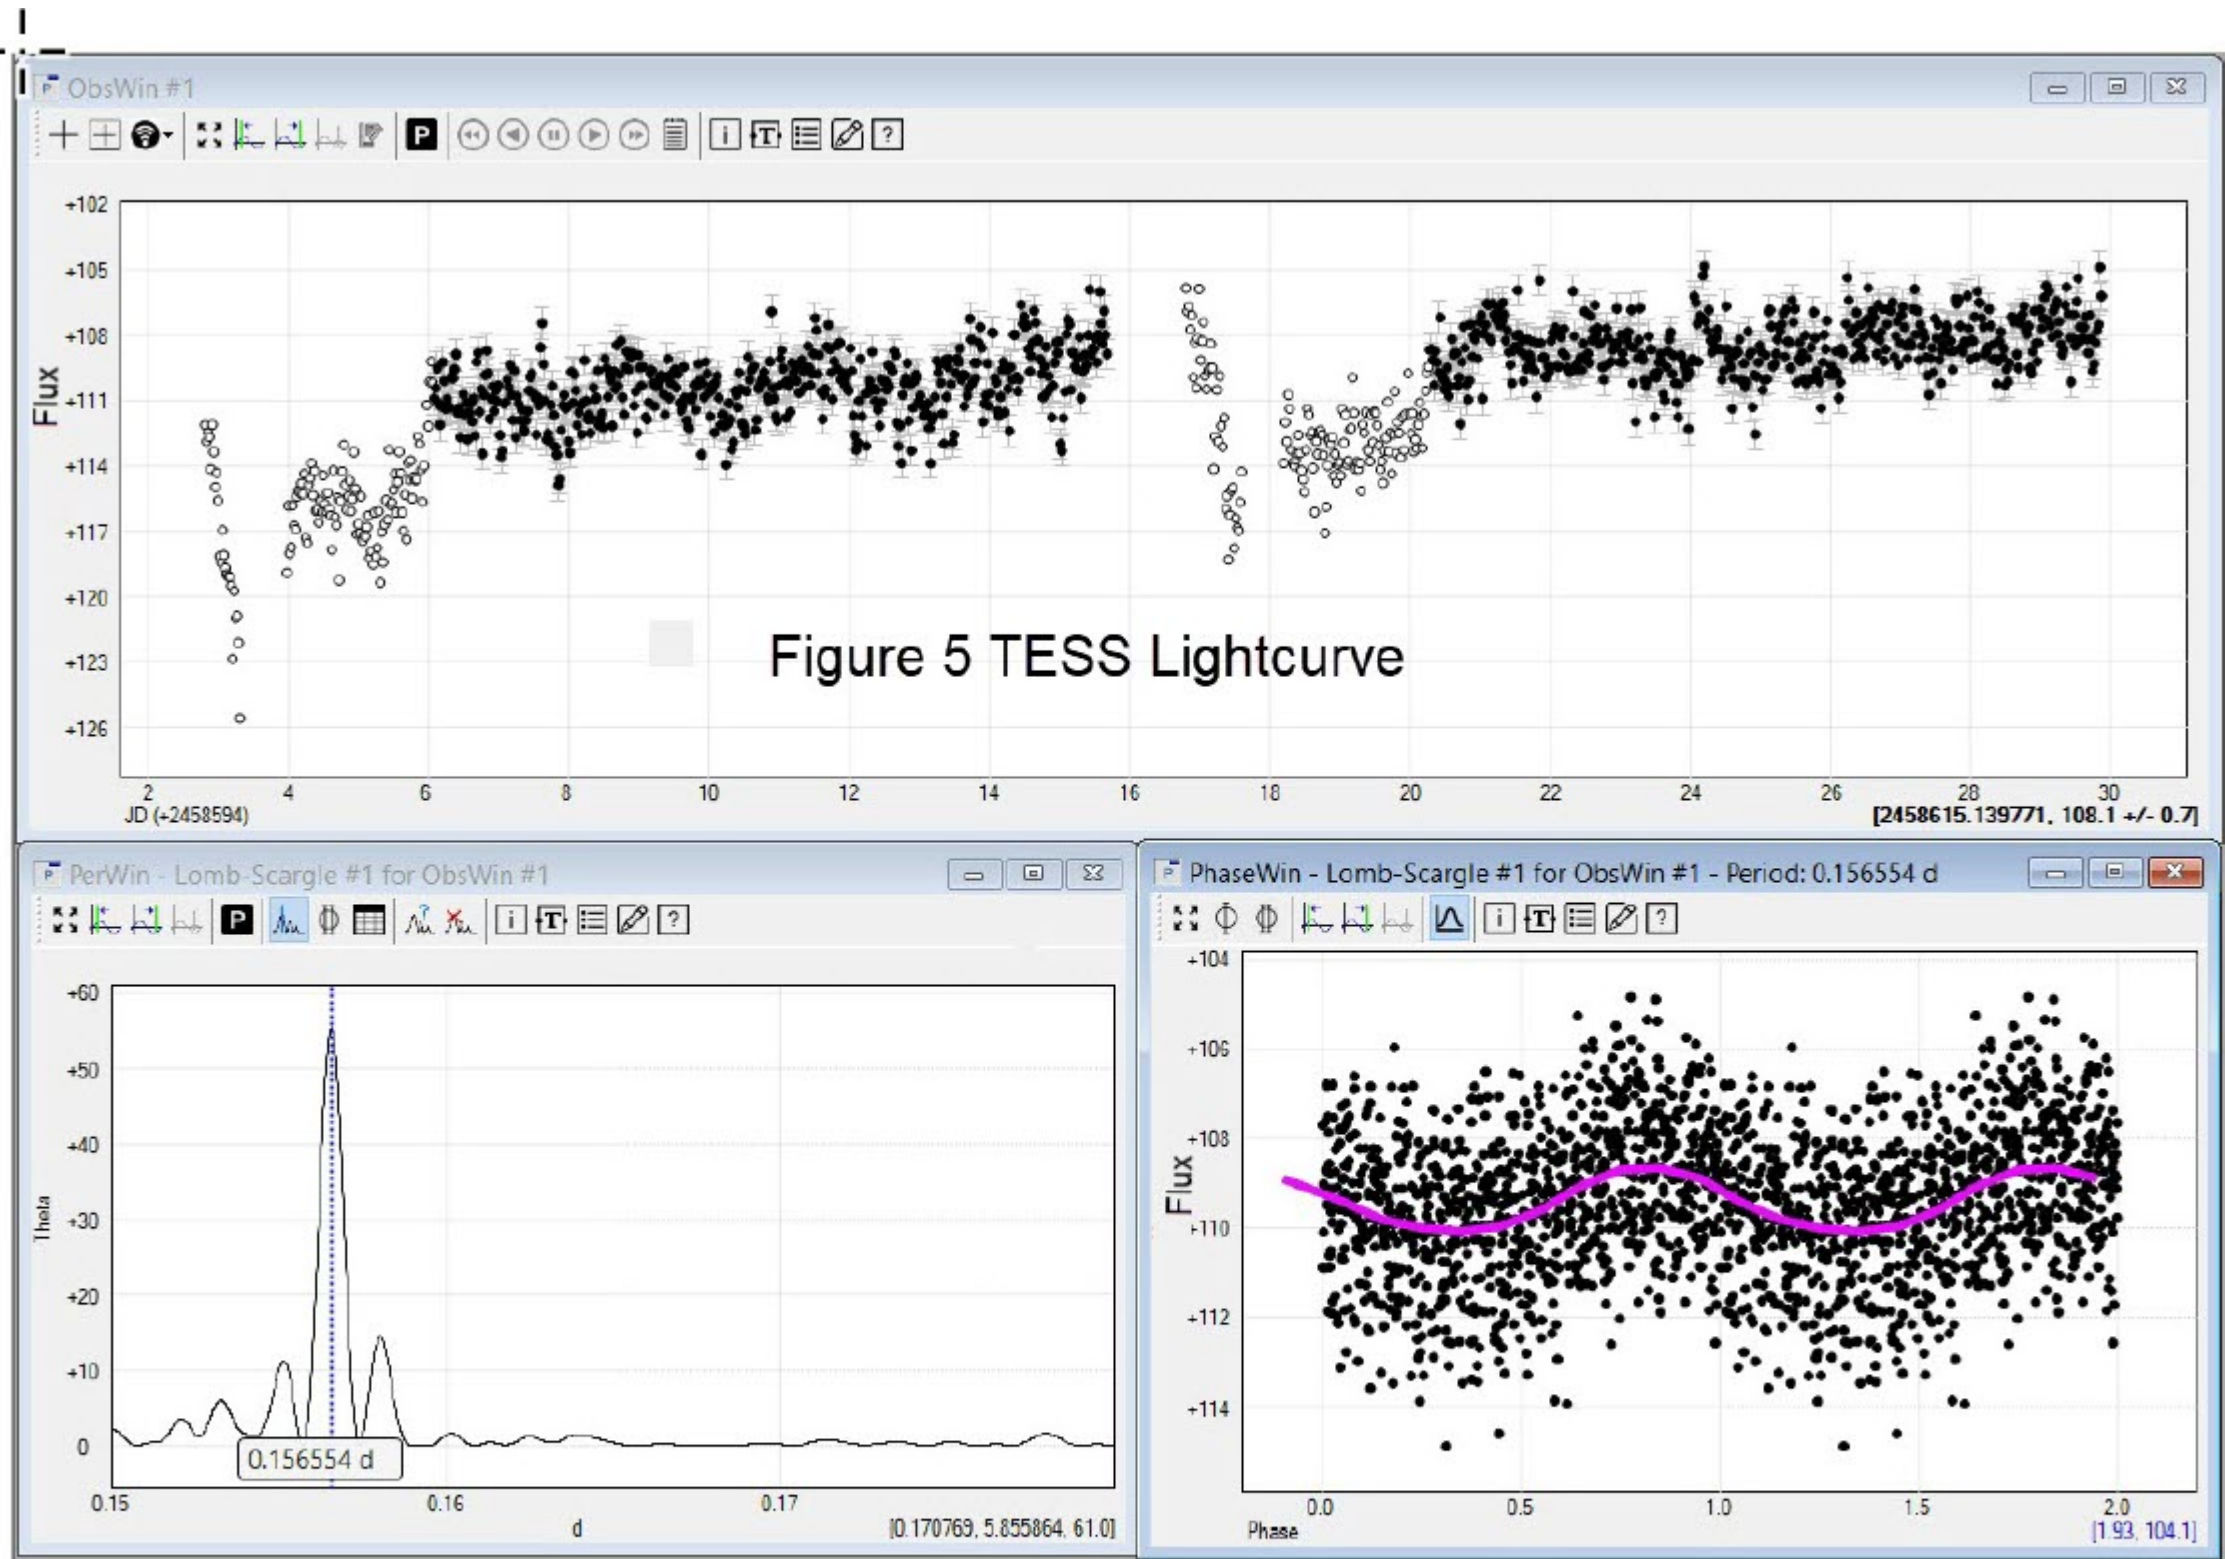 ObsWin #1
P
i T ?
+102
+105
+108
+111
+114
+117
+120
+123
+126
Flux
Figure 5 TESS Lightcurve
2 4 6 8 10 12 14 16 18 20 22 24 26 28 30
JD (+2458594)
[2458615.139771, 108.1 +/- 0.7]
PerWin - Lomb-Scargle #1 for ObsWin #1
P
i T ?
+60
+50
+40
+30
+20
+10
0
Theta
0.156554 d
0.15 0.16 0.17
d
[0.170769, 5.855864, 61.0]
PhaseWin - Lomb-Scargle #1 for ObsWin #1 - Period: 0.156554 d
i T ?
+104
+106
+108
+110
+112
+114
Flux
0.0 0.5 1.0 1.5 2.0
Phase
[1.93, 104.1]